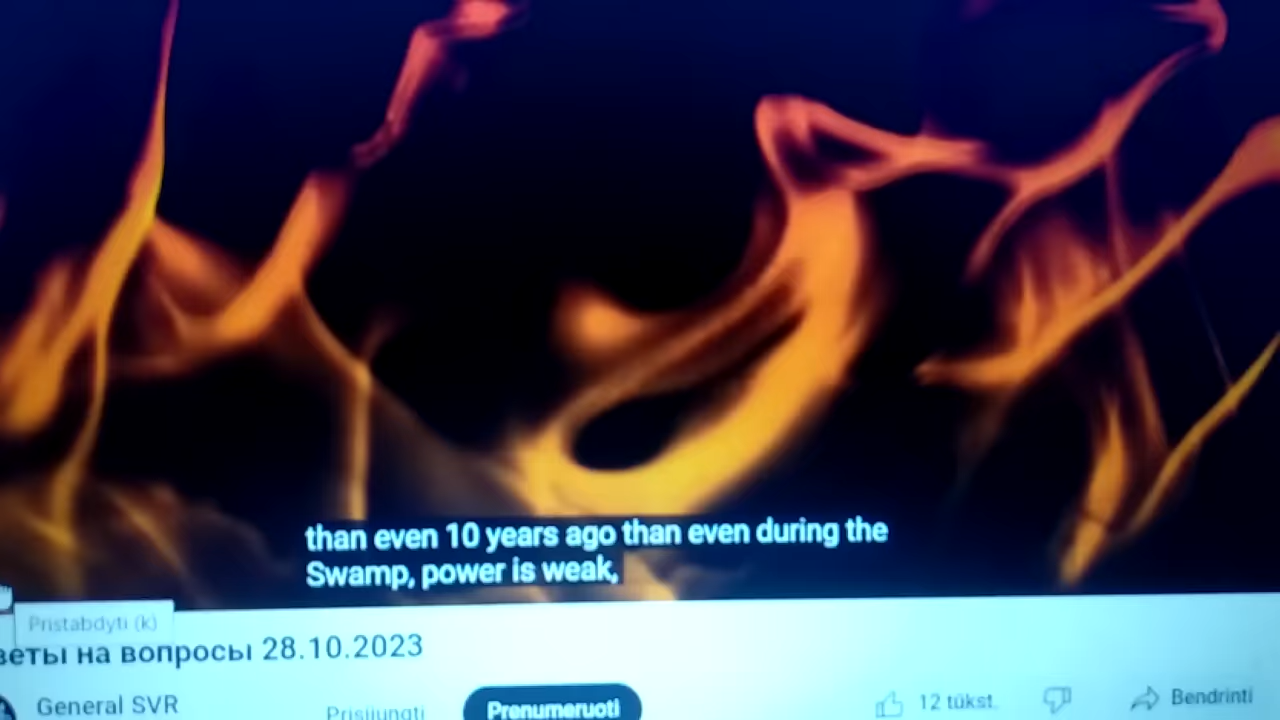 than even 10 years ago than even during the
Swamp, power is weak,
Pristabdyti (k)
веты на вопросы 28.10.2023
General SVR
Prisijungti
Prenumeruoti
12 tūkst.
Bendrinti